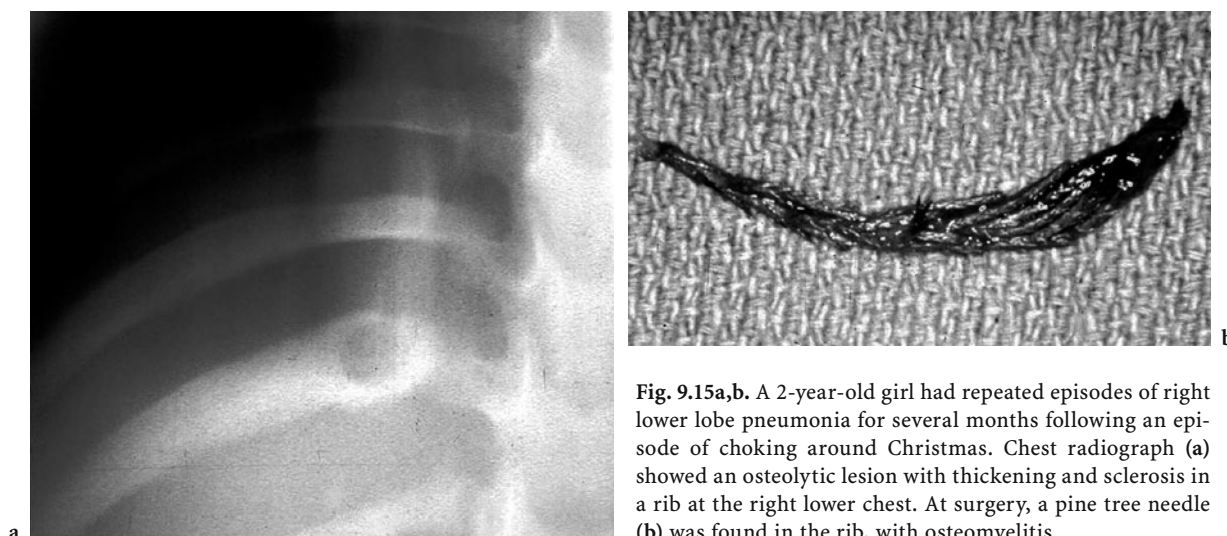 a
b
Fig. 9.15a,b. A 2-year-old girl had repeated episodes of right
lower lobe pneumonia for several months following an epi-
sode of choking around Christmas. Chest radiograph (a)
showed an osteolytic lesion with thickening and sclerosis in
a rib at the right lower chest. At surgery, a pine tree needle
(b) was found in the rib, with osteomyelitis